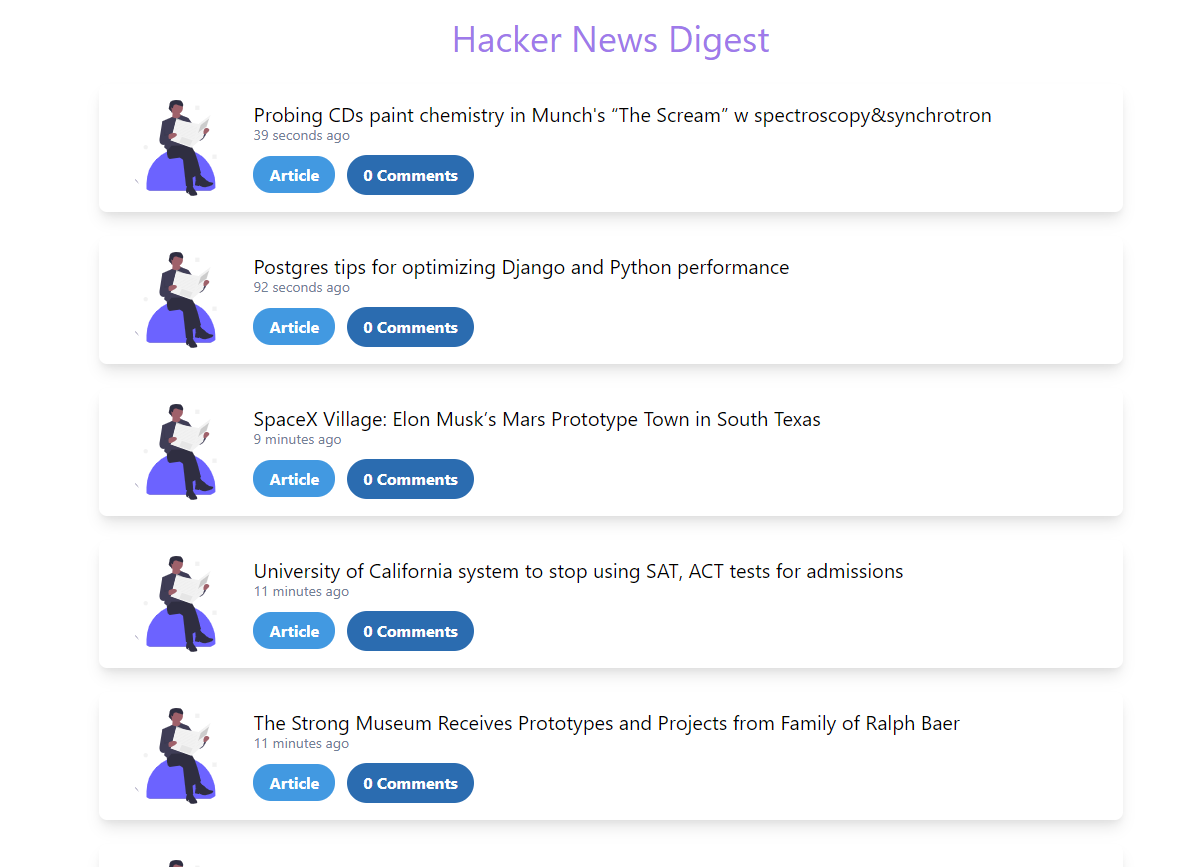 Hacker News Digest
Probing CDs paint chemistry in Munch's “The Scream” w spectroscopy&synchrotron
39 seconds ago
Article 0 Comments
Postgres tips for optimizing Django and Python performance
92 seconds ago
Article 0 Comments
SpaceX Village: Elon Musk’s Mars Prototype Town in South Texas
9 minutes ago
Article 0 Comments
University of California system to stop using SAT, ACT tests for admissions
11 minutes ago
Article 0 Comments
The Strong Museum Receives Prototypes and Projects from Family of Ralph Baer
11 minutes ago
Article 0 Comments